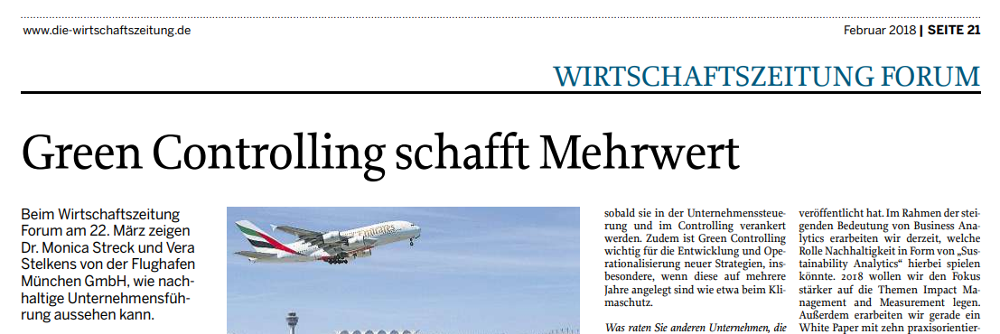 www.die-wirtschaftszeitung.de
Februar 2018 | SEITE 21
WIRTSCHAFTSZEITUNG FORUM
Green Controlling schafft Mehrwert
Beim Wirtschaftszeitung
Forum am 22. März zeigen
Dr. Monica Streck und Vera
Stelkens von der Flughafen
München GmbH, wie nach-
haltige Unternehmensfüh-
rung aussehen kann.
Emirates
sobald sie in der Unternehmenssteue-
rung und im Controlling verankert
werden. Zudem ist Green Controlling
wichtig für die Entwicklung und Ope-
rationalisierung neuer Strategien, ins-
besondere, wenn diese auf mehrere
Jahre angelegt sind wie etwa beim Kli-
maschutz.
Was raten Sie anderen Unternehmen, die
veröffentlicht hat. Im Rahmen der stei-
genden Bedeutung von Business Ana-
lytics erarbeiten wir derzeit, welche
Rolle Nachhaltigkeit in Form von „Sus-
tainability Analytics“ hierbei spielen
könnte. 2018 wollen wir den Fokus
stärker auf die Themen Impact Ma-
nagement and Measurement legen.
Außerdem erarbeiten wir gerade ein
White Paper mit zehn praxisorientier-